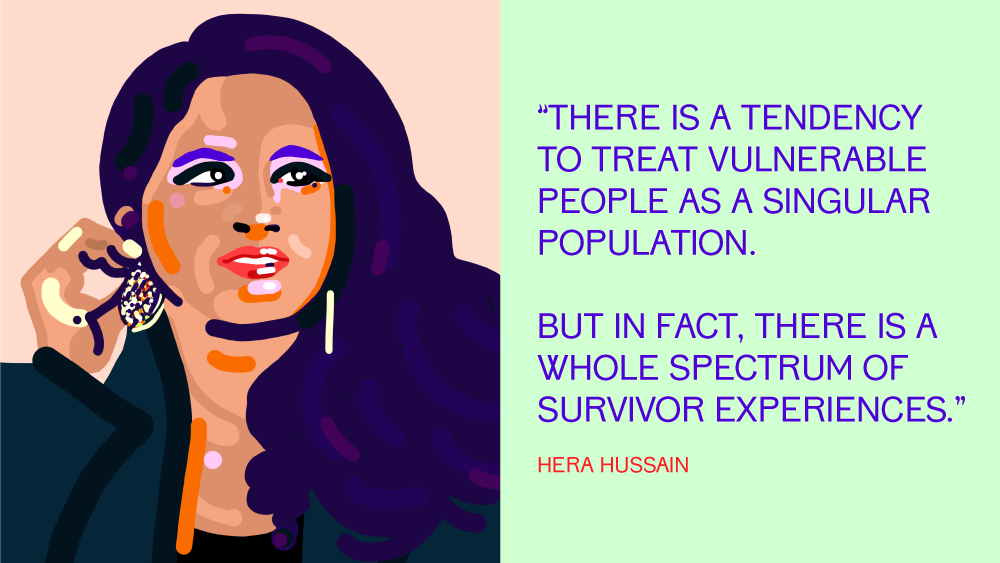 “THERE IS A TENDENCY
TO TREAT VULNERABLE
PEOPLE AS A SINGULAR
POPULATION.
BUT IN FACT, THERE IS A
WHOLE SPECTRUM OF
SURVIVOR EXPERIENCES.”
HERA HUSSAIN